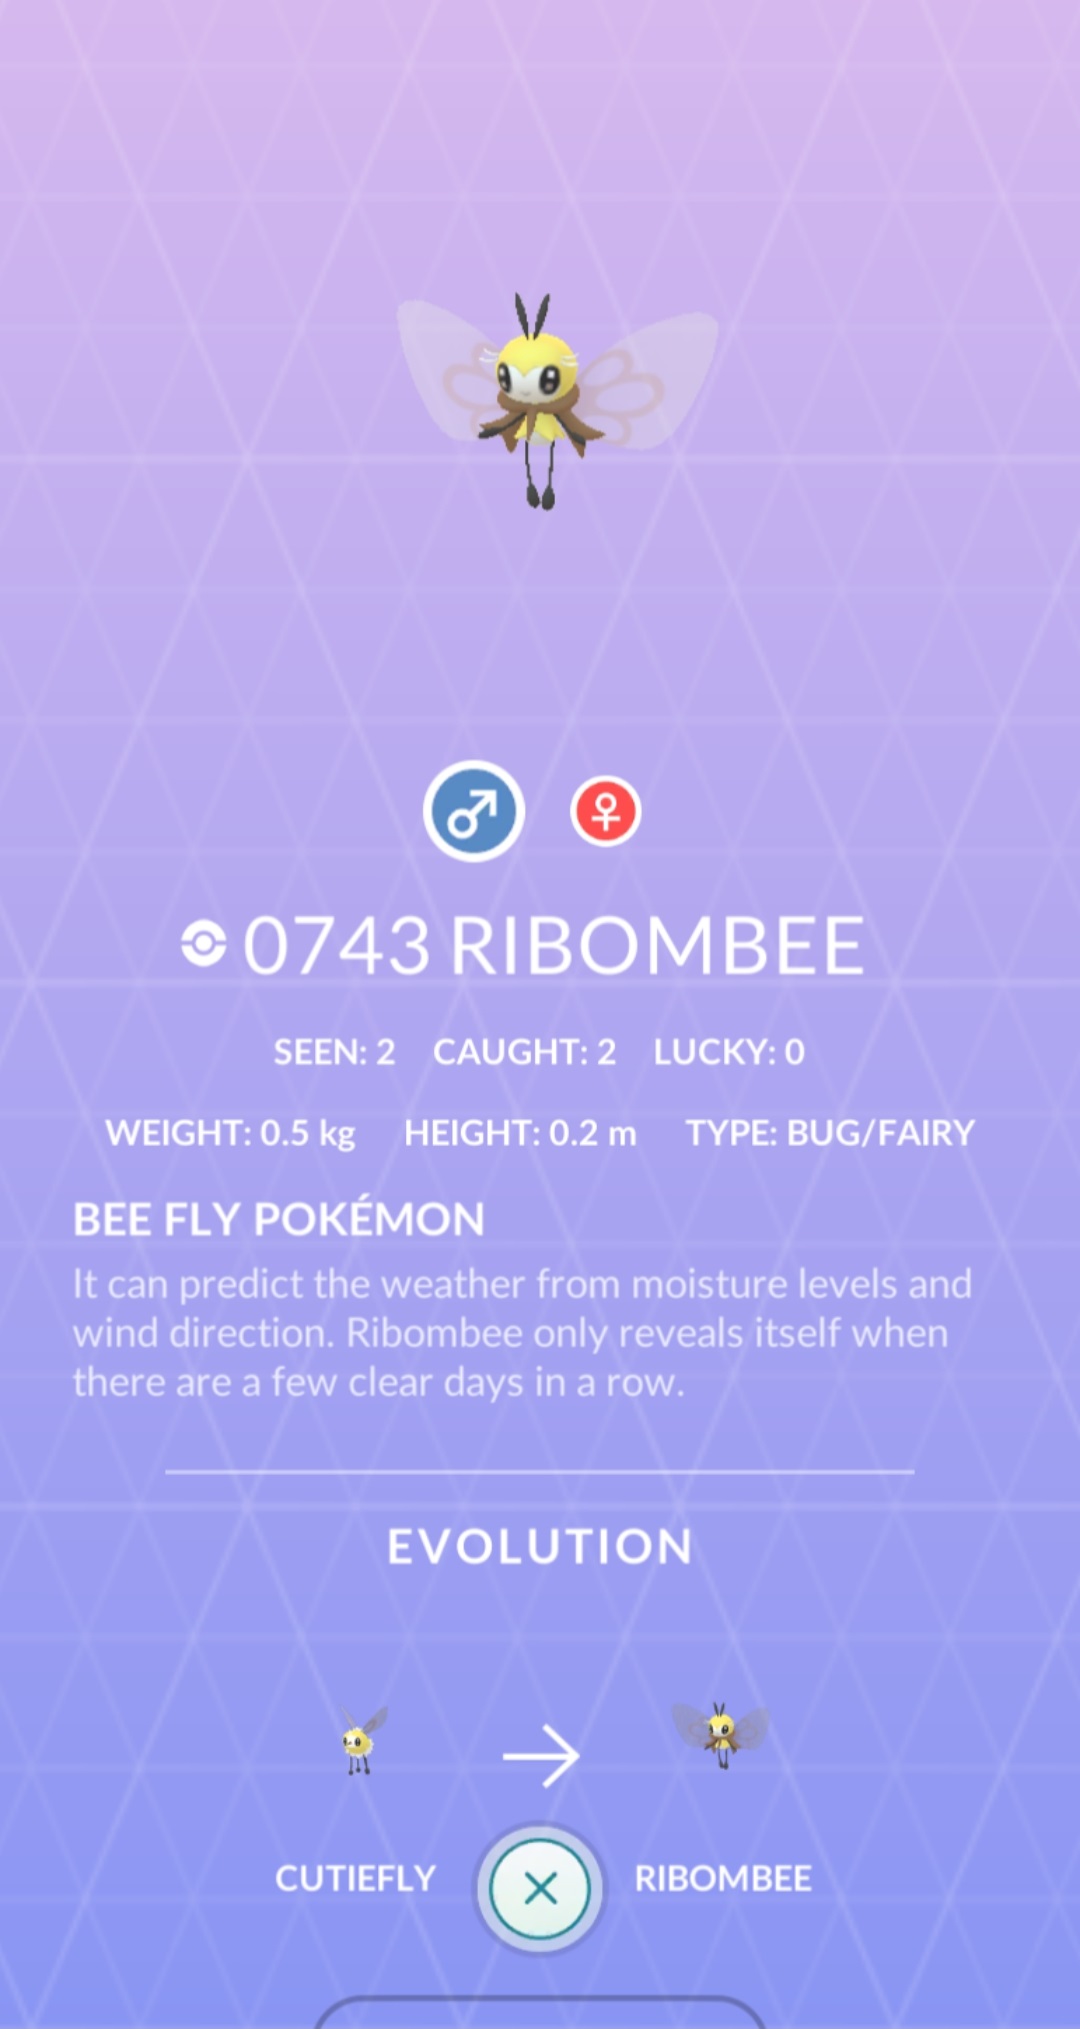 0743 RIBOMBEE
SEEN: 2 CAUGHT: 2 LUCKY: 0
WEIGHT: 0.5 kg HEIGHT: 0.2 m TYPE: BUG/FAIRY
BEE FLY POKÉMON
It can predict the weather from moisture levels and
wind direction. Ribombee only reveals itself when
there are a few clear days in a row.
EVOLUTION
CUTIEFLY RIBOMBEE